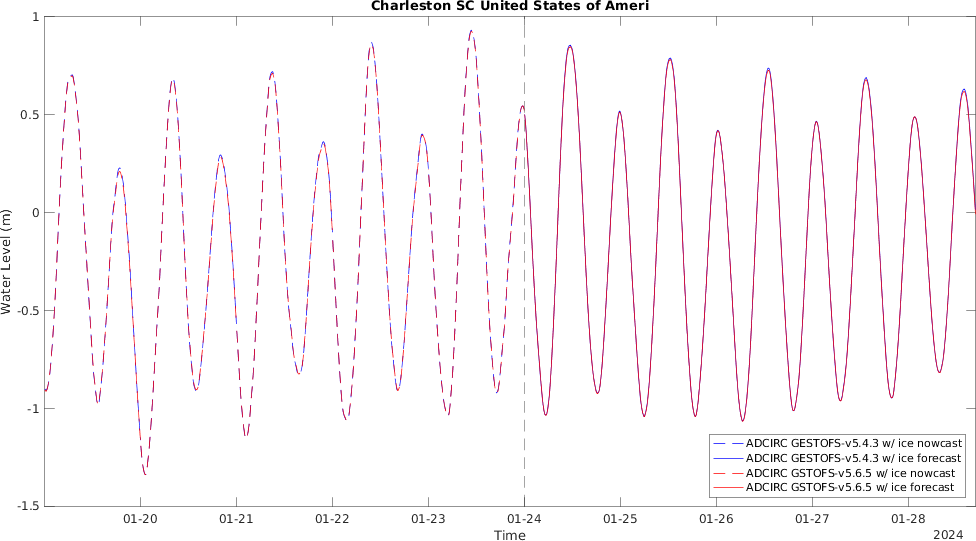 Charleston SC United States of Ameri
1
0.5
0
-0.5
-1
-1.5
Water Level (m)
ADCIRC GESTOFS-v5.4.3 w/ ice nowcast
ADCIRC GESTOFS-v5.4.3 w/ ice forecast
ADCIRC GSTOFS-v5.6.5 w/ ice nowcast
ADCIRC GSTOFS-v5.6.5 w/ ice forecast
01-20 01-21 01-22 01-23 01-24 01-25 01-26 01-27 01-28
Time
2024